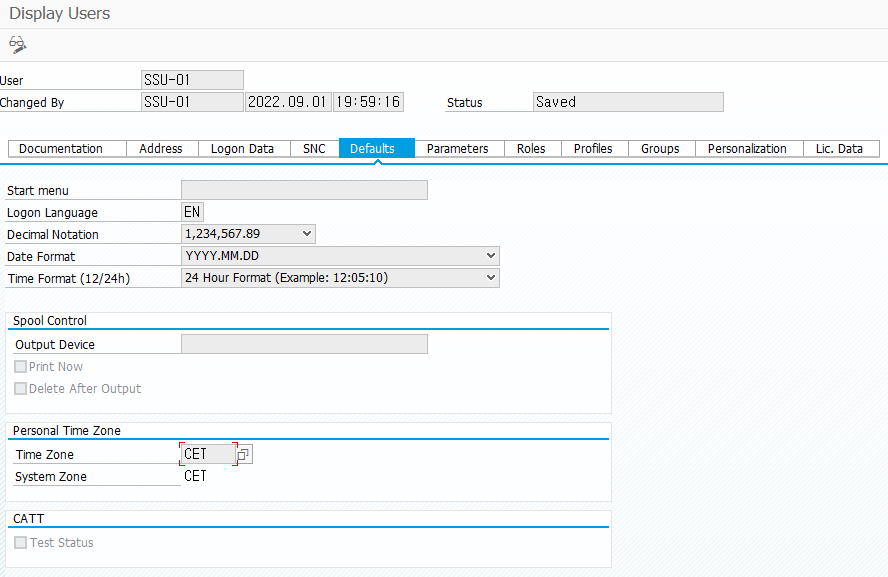 Display Users
User SSU-01
Changed By SSU-01 2022.09.01 19:59:16 Status Saved
Documentation Address Logon Data SNC Defaults Parameters Roles Profiles Groups Personalization Lic. Data
Start menu
Logon Language EN
Decimal Notation 1,234,567.89
Date Format YYYY.MM.DD
Time Format (12/24h) 24 Hour Format (Example: 12:05:10)
Spool Control
Output Device
Print Now
Delete After Output
Personal Time Zone
Time Zone CET
System Zone CET
CATT
Test Status